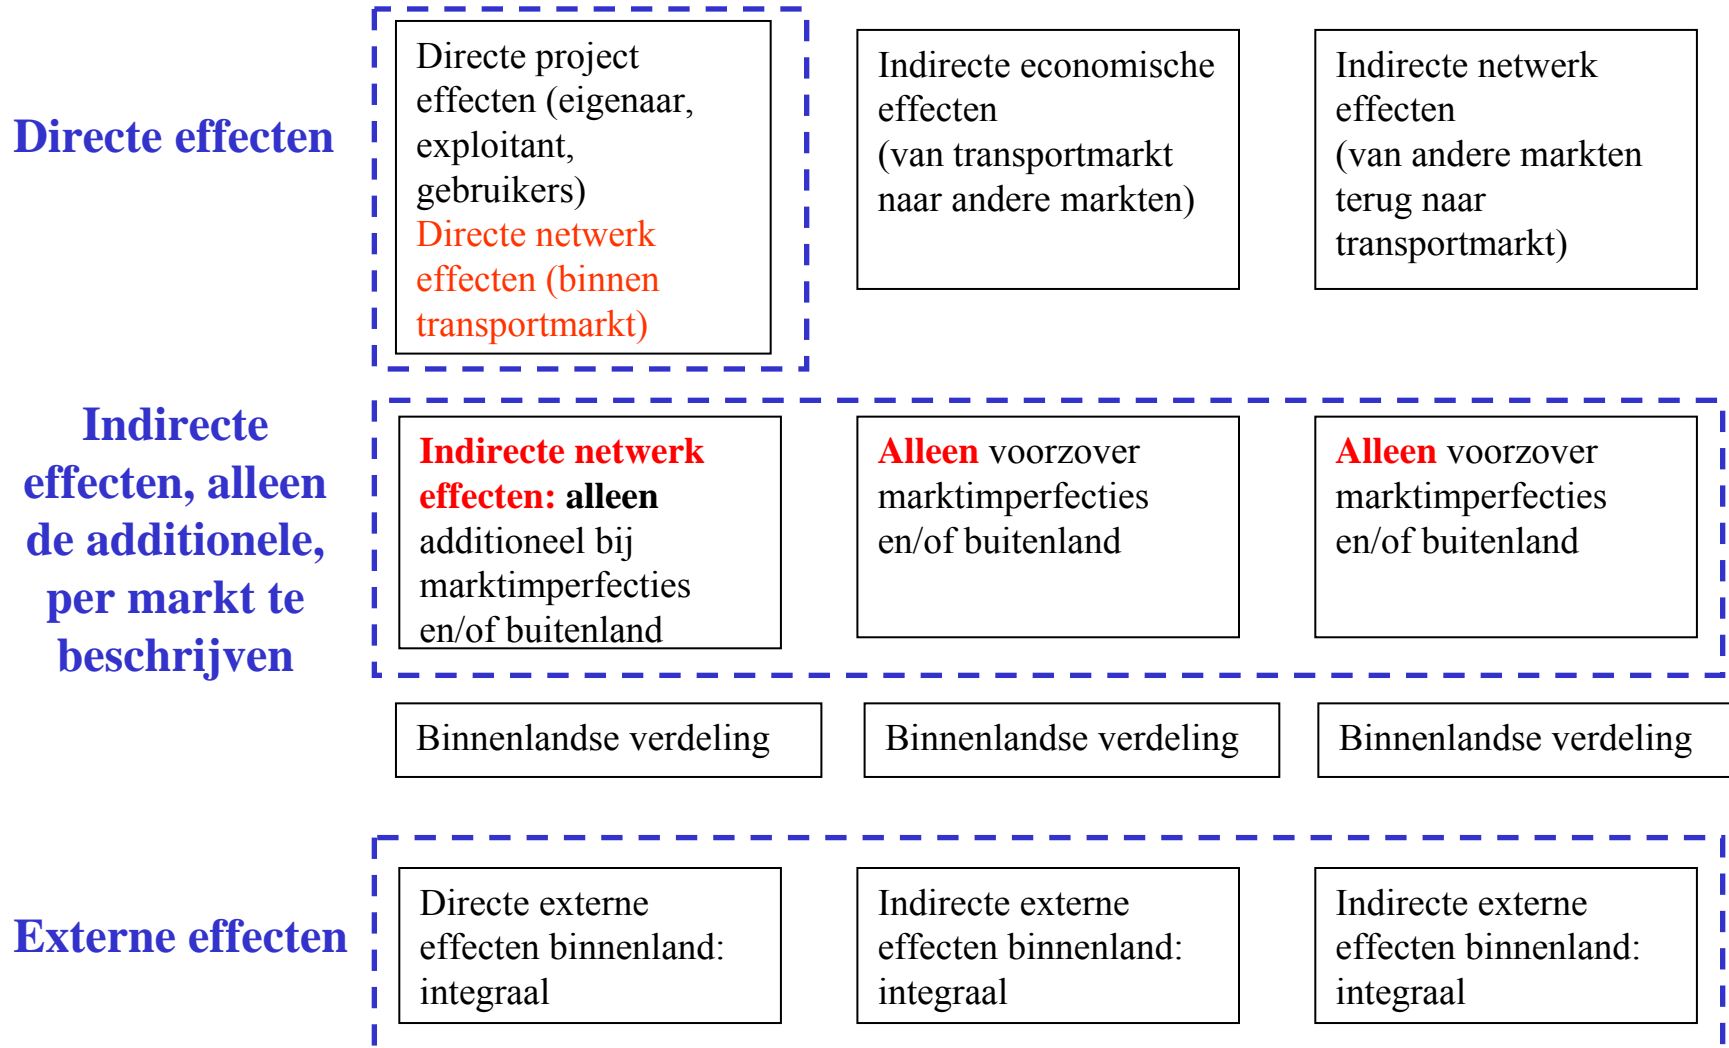 Directe effecten
Directe project
effecten (eigenaar,
exploitant,
gebruikers)
Directe netwerk
effecten (binnen
transportmarkt)
Indirecte economische
effecten
(van transportmarkt
naar andere markten)
Indirecte netwerk
effecten
(van andere markten
terug naar
transportmarkt)
Indirecte
effecten, alleen
de additionele,
per markt te
beschrijven
Indirecte netwerk
effecten: alleen
additioneel bij
marktimperfecties
en/of buitenland
Alleen voorzover
marktimperfecties
en/of buitenland
Alleen voorzover
marktimperfecties
en/of buitenland
Binnenlandse verdeling
Binnenlandse verdeling
Binnenlandse verdeling
Externe effecten
Directe externe
effecten binnenland:
integraal
Indirecte externe
effecten binnenland:
integraal
Indirecte externe
effecten binnenland:
integraal